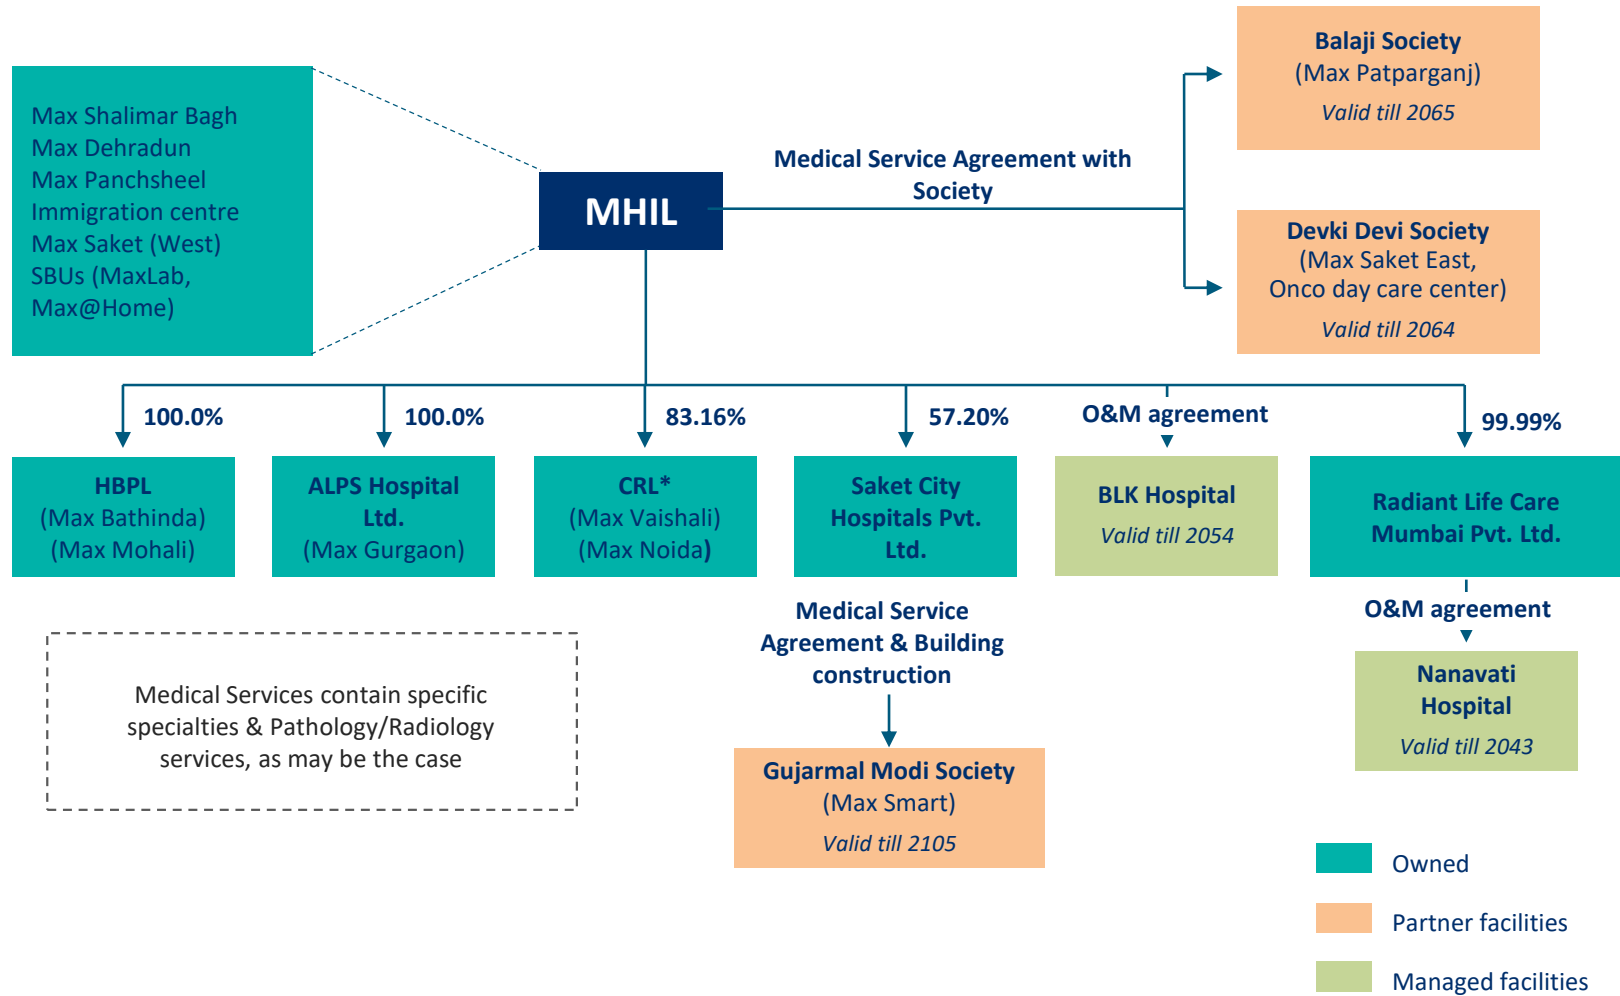 Balaji Society
(Max Patparganj)
Valid till 2065
Max Shalimar Bagh
Max Dehradun
Max Panchsheel
Immigration centre
Max Saket (West)
SBUs (MaxLab,
Max@Home)
MHIL
Medical Service Agreement with
Society
Devki Devi Society
(Max Saket East,
Onco day care center)
Valid till 2064
100.0%
100.0%
83.16%
57.20%
O&M agreement
99.99%
HBPL
(Max Bathinda)
(Max Mohali)
ALPS Hospital
Ltd.
(Max Gurgaon)
CRL*
(Max Vaishali)
(Max Noida)
Saket City
Hospitals Pvt.
Ltd.
BLK Hospital
Valid till 2054
Radiant Life Care
Mumbai Pvt. Ltd.
Medical Service
Agreement & Building
construction
O&M agreement
Medical Services contain specific
specialties & Pathology/Radiology
services, as may be the case
Nanavati
Hospital
Valid till 2043
Gujarmal Modi Society
(Max Smart)
Valid till 2105
Owned
Partner facilities
Managed facilities